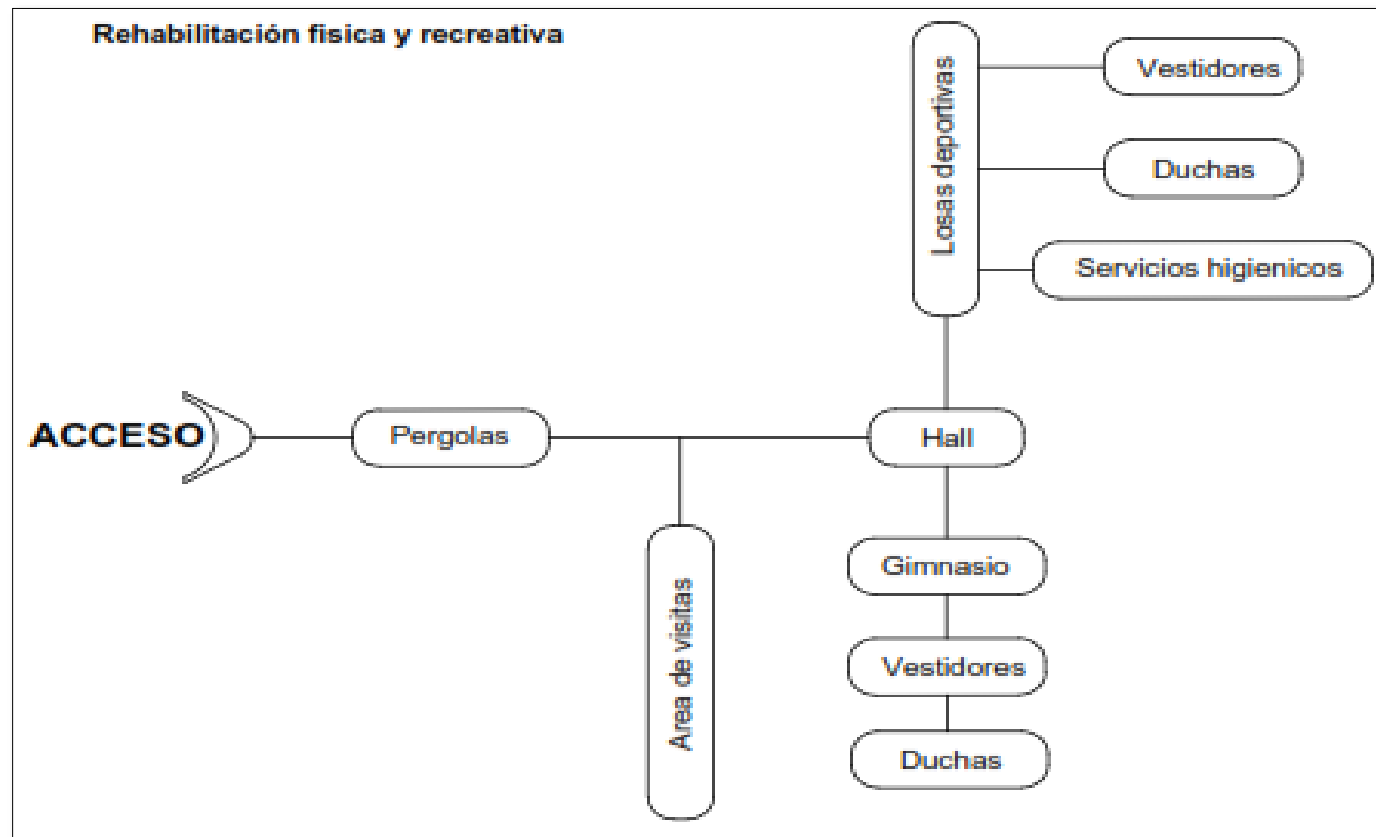 Rehabilitación fisica y recreativa
Losas deportivas
Vestidores
Duchas
Servicios higienicos
ACCESO
Pergolas
Hall
Area de visitas
Gimnasio
Vestidores
Duchas